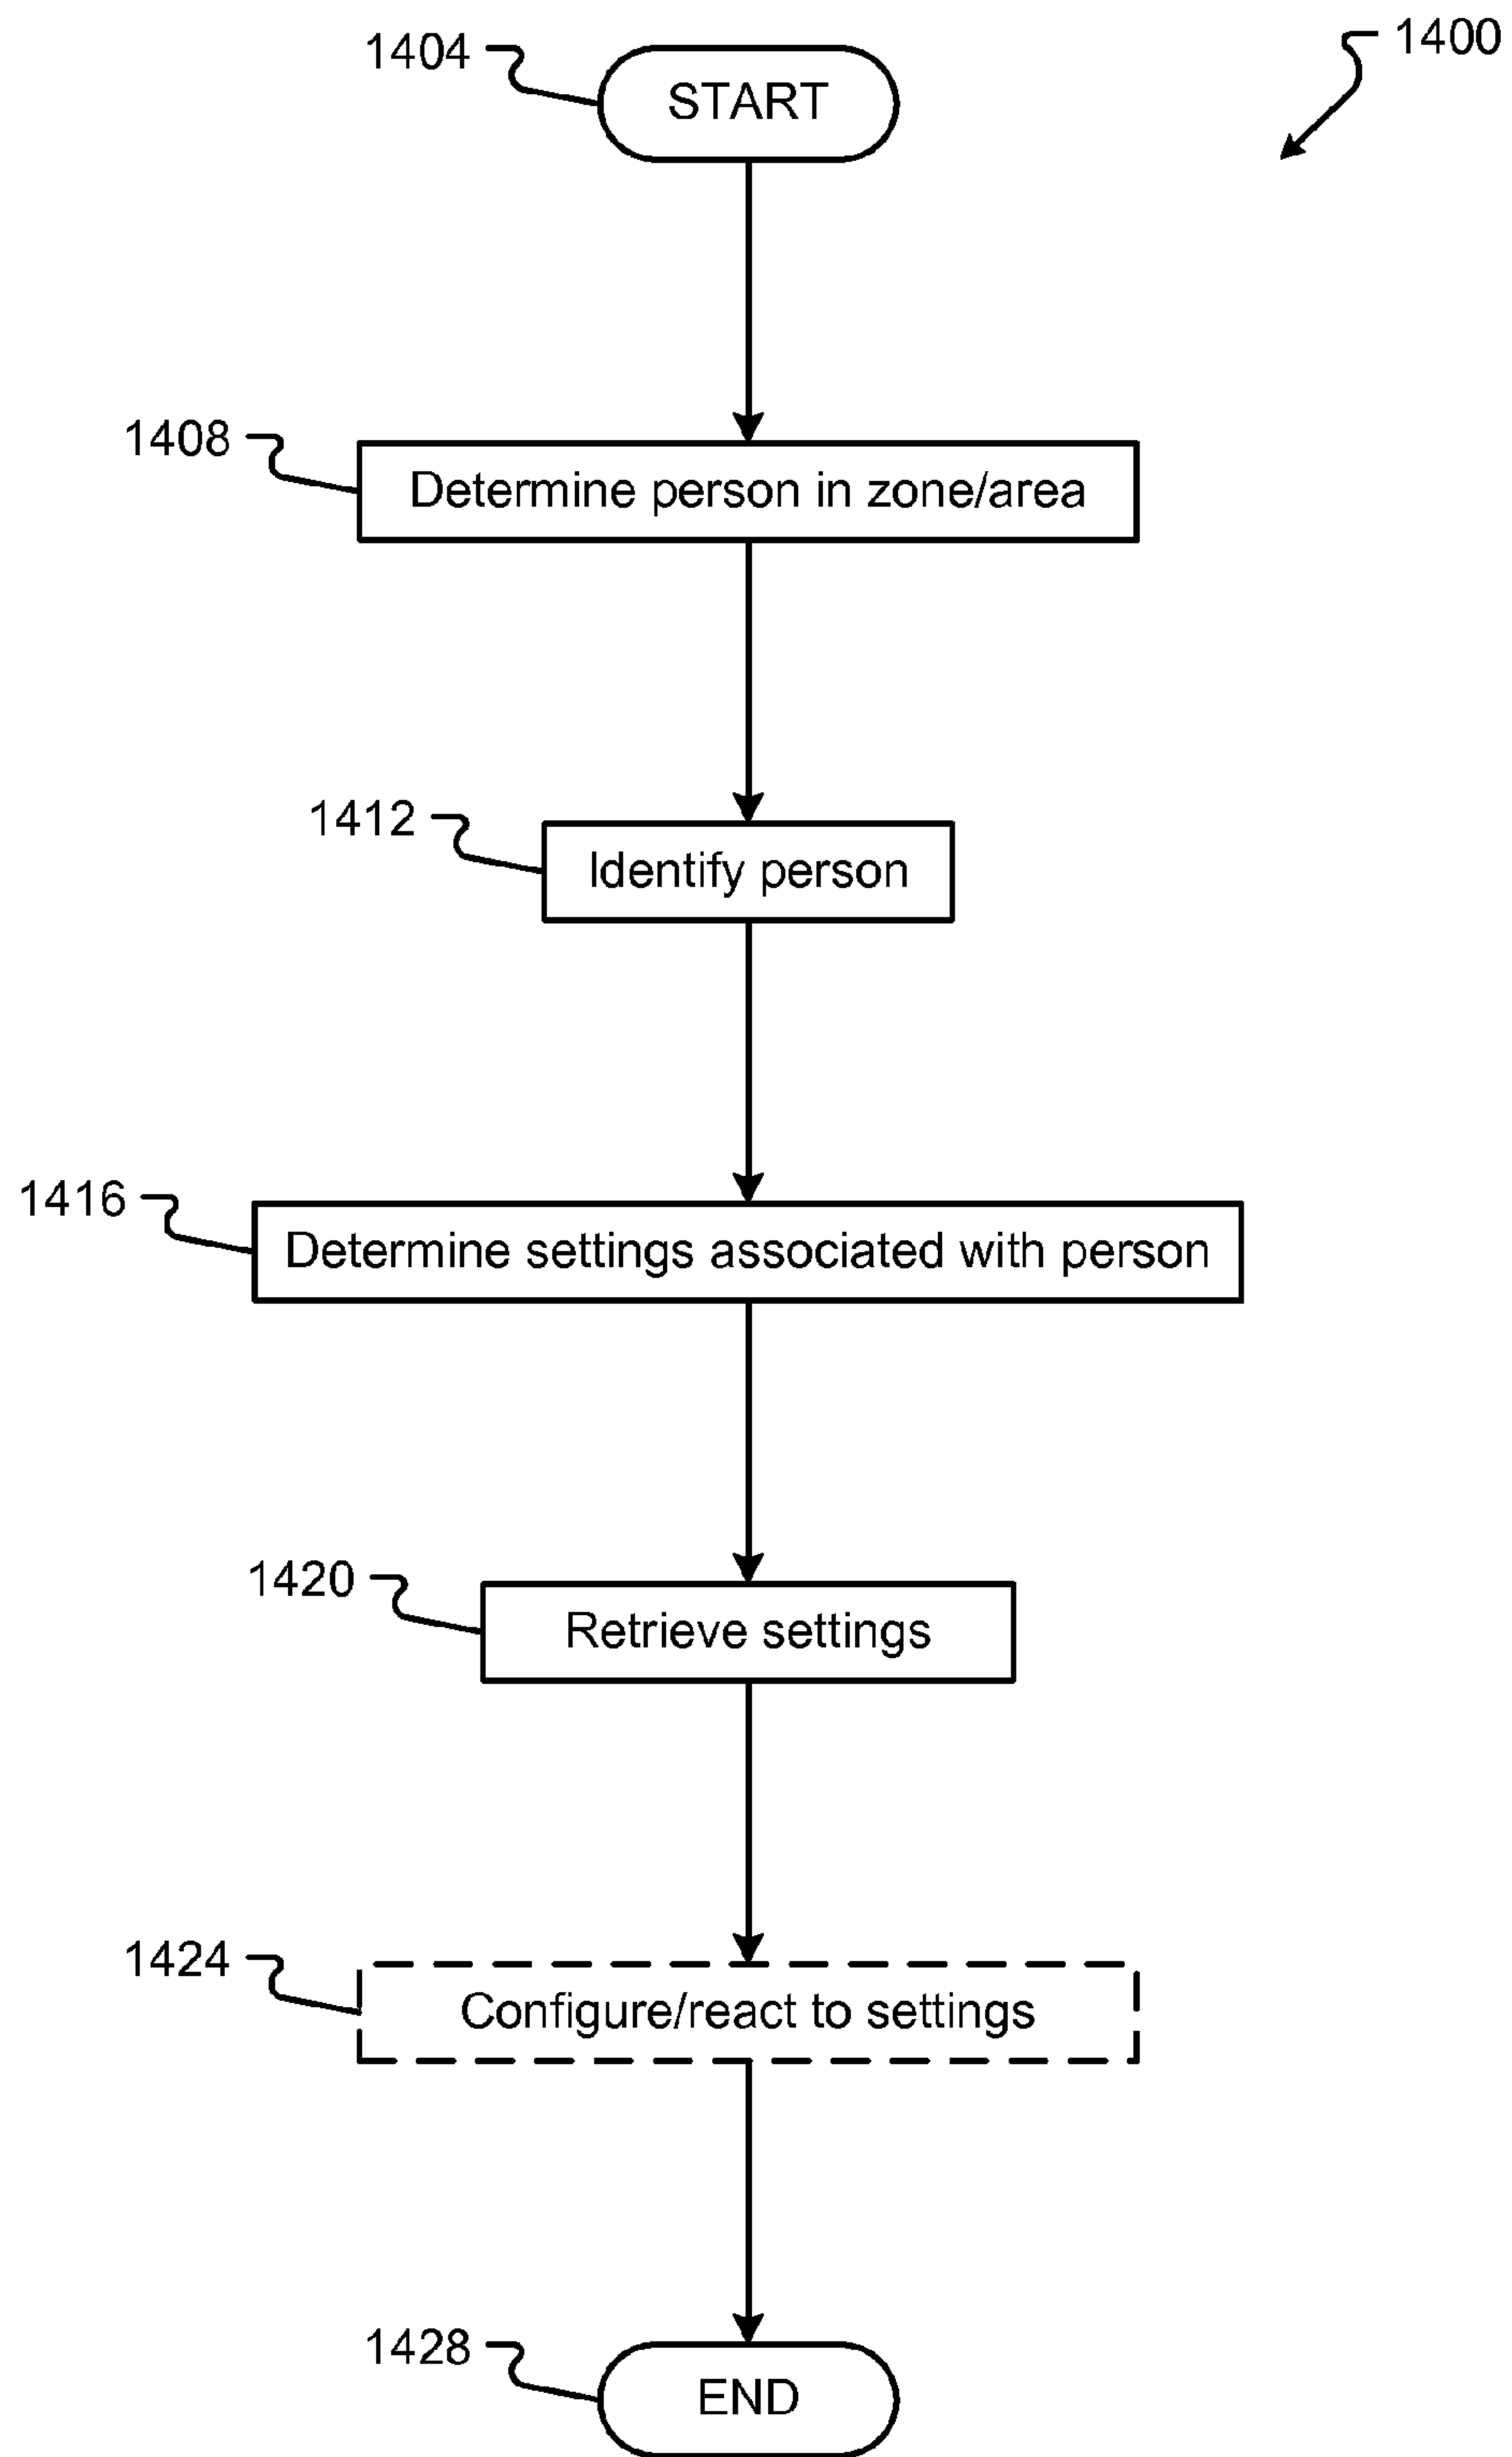 1400
1404
START
1408
Determine person in zone/area
1412
Identify person
1416
Determine settings associated with person
1420
Retrieve settings
1424
Configure/react to settings
1428
END